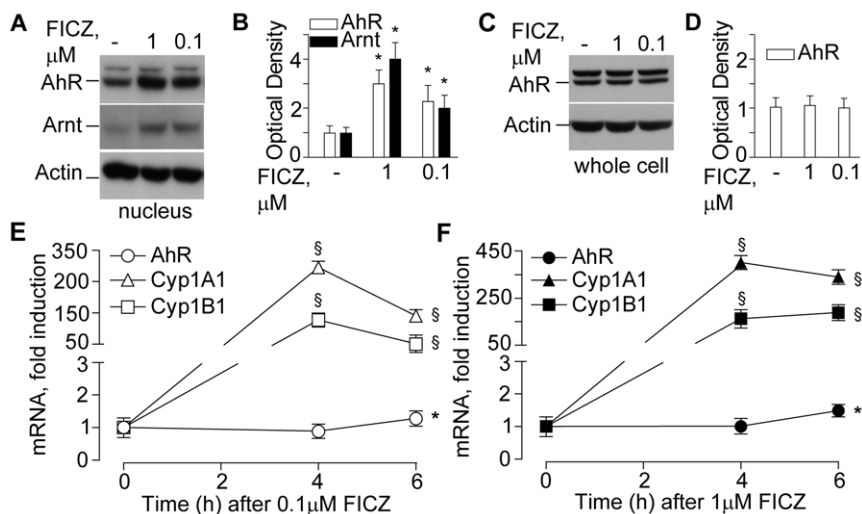 A
FICZ, - 1 0.1
μM
AhR
Arnt
Actin
nucleus
B
Optical Density
4
2
0
AhR
Arnt
* * * *
FICZ, - 1 0.1
μM
C
FICZ, - 1 0.1
μM
AhR
Actin
whole cell
D
Optical Density
2
1
0
AhR
FICZ, - 1 0.1
μM
E
mRNA, fold induction
350
200
150
50
2
1
0
AhR
Cyp1A1
Cyp1B1
§
§
§
§
*
0 2 4 6
Time (h) after 0.1μM FICZ
F
mRNA, fold induction
450
250
150
50
2
1
0
AhR
Cyp1A1
Cyp1B1
§
§
§
§
*
0 2 4 6
Time (h) after 1μM FICZ